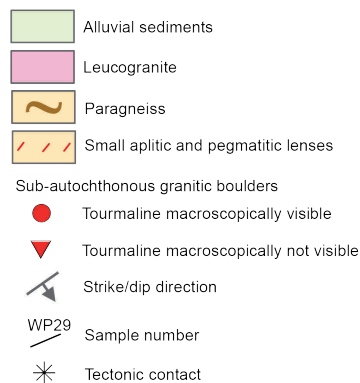 Alluvial sediments
Leucogranite
Paragneiss
Small aplitic and pegmatitic lenses
Sub-autochthonous granitic boulders
Tourmaline macroscopically visible
Tourmaline macroscopically not visible
Strike/dip direction
WP29
Sample number
Tectonic contact